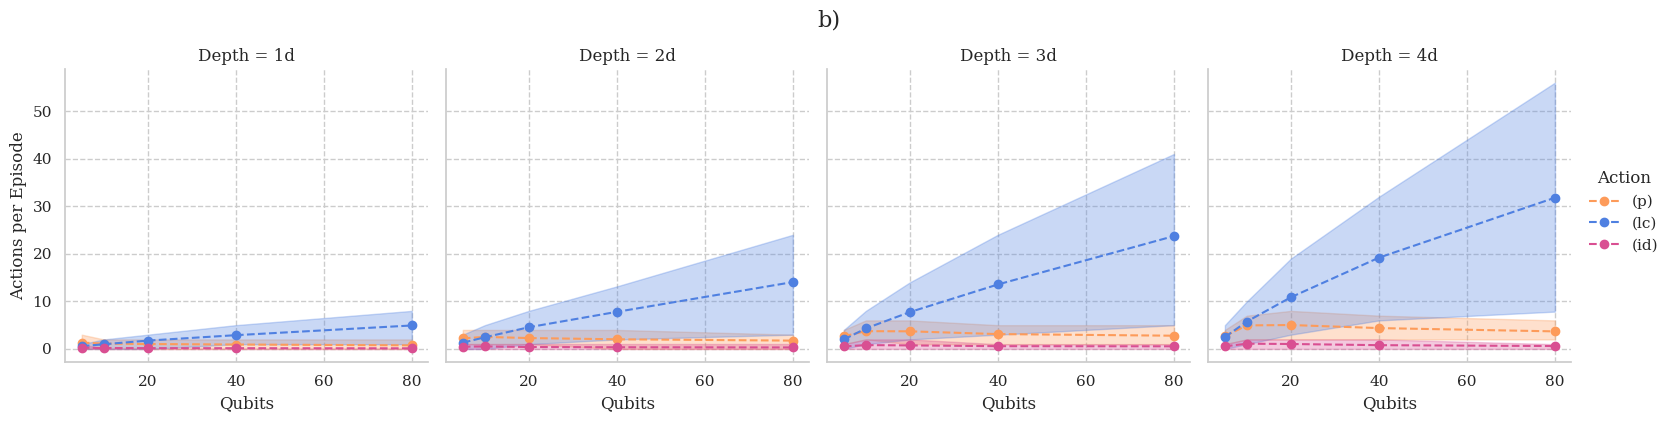 b)
Depth = 1d
Depth = 2d
Depth = 3d
Depth = 4d
Actions per Episode
50
40
30
20
10
0
20 40 60 80
20 40 60 80
20 40 60 80
20 40 60 80
Qubits
Qubits
Qubits
Qubits
Action
(p)
(lc)
(id)